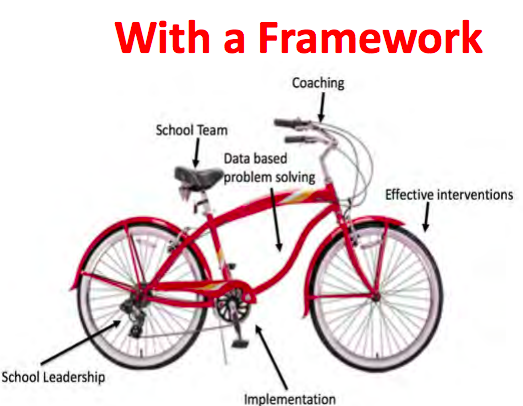 With a Framework
Coaching
School Team
Data based
problem solving
Effective interventions
School Leadership
Implementation